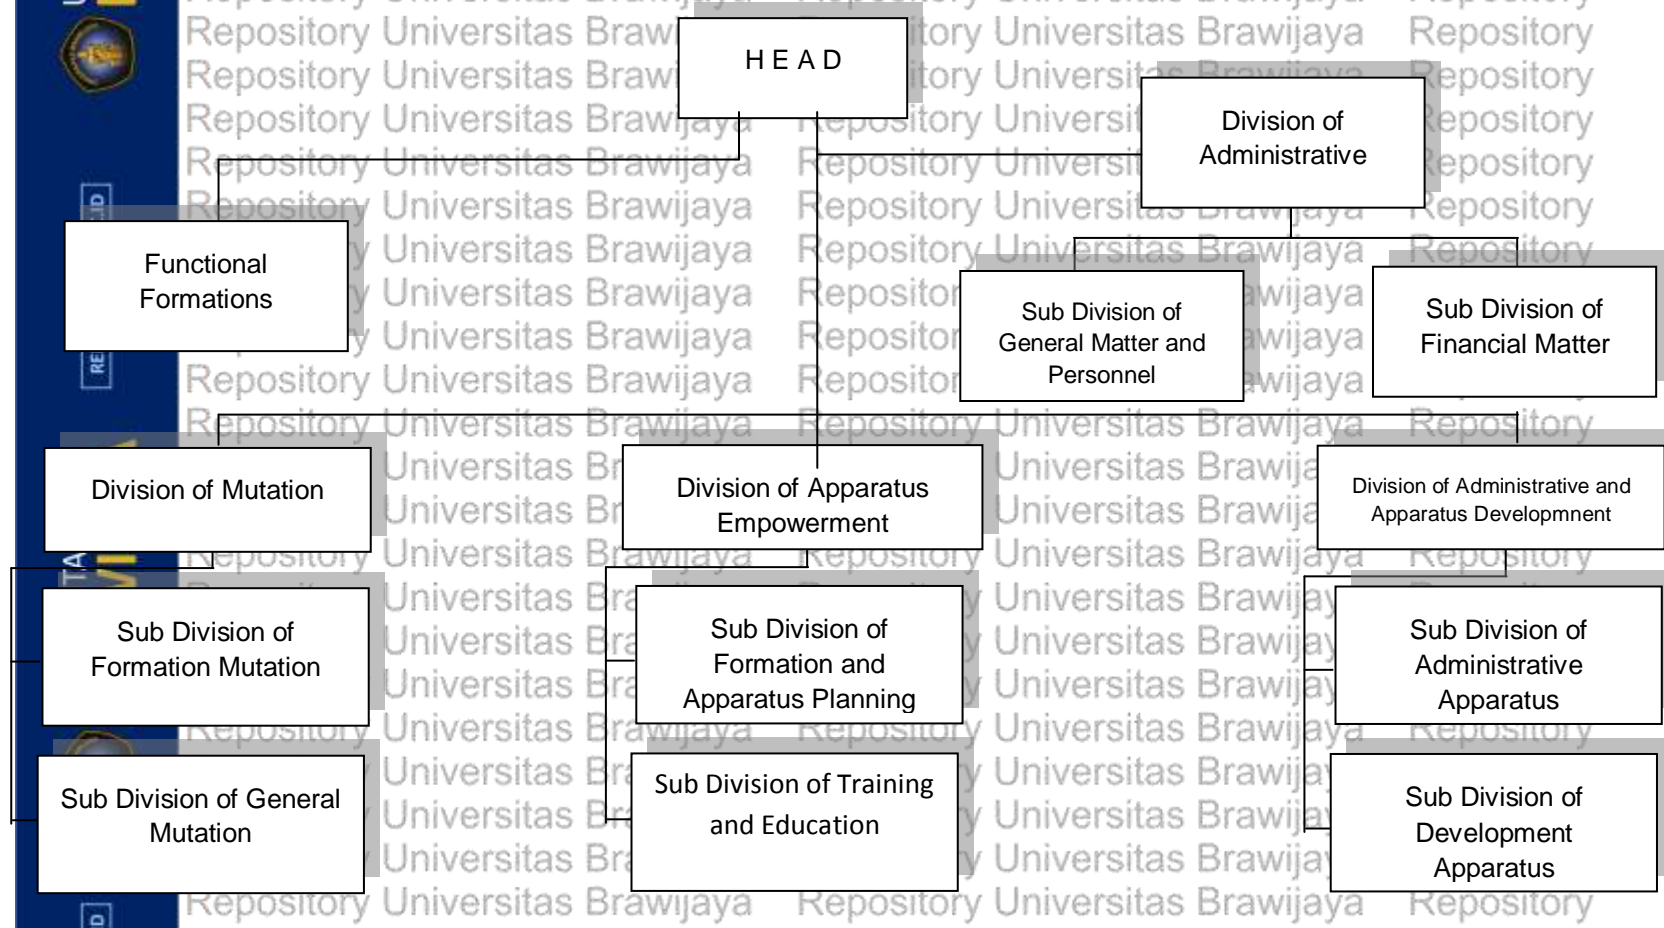 H E A D
Division of
Administrative
Functional
Formations
Sub Division of
General Matter and
Personnel
Sub Division of
Financial Matter
Division of Mutation
Division of Apparatus
Empowerment
Division of Administrative and
Apparatus Developmnent
Sub Division of
Formation Mutation
Sub Division of
Formation and
Apparatus Planning
Sub Division of
Administrative
Apparatus
Sub Division of General
Mutation
Sub Division of Training
and Education
Sub Division of
Development
Apparatus
Repository Universitas Brawijaya